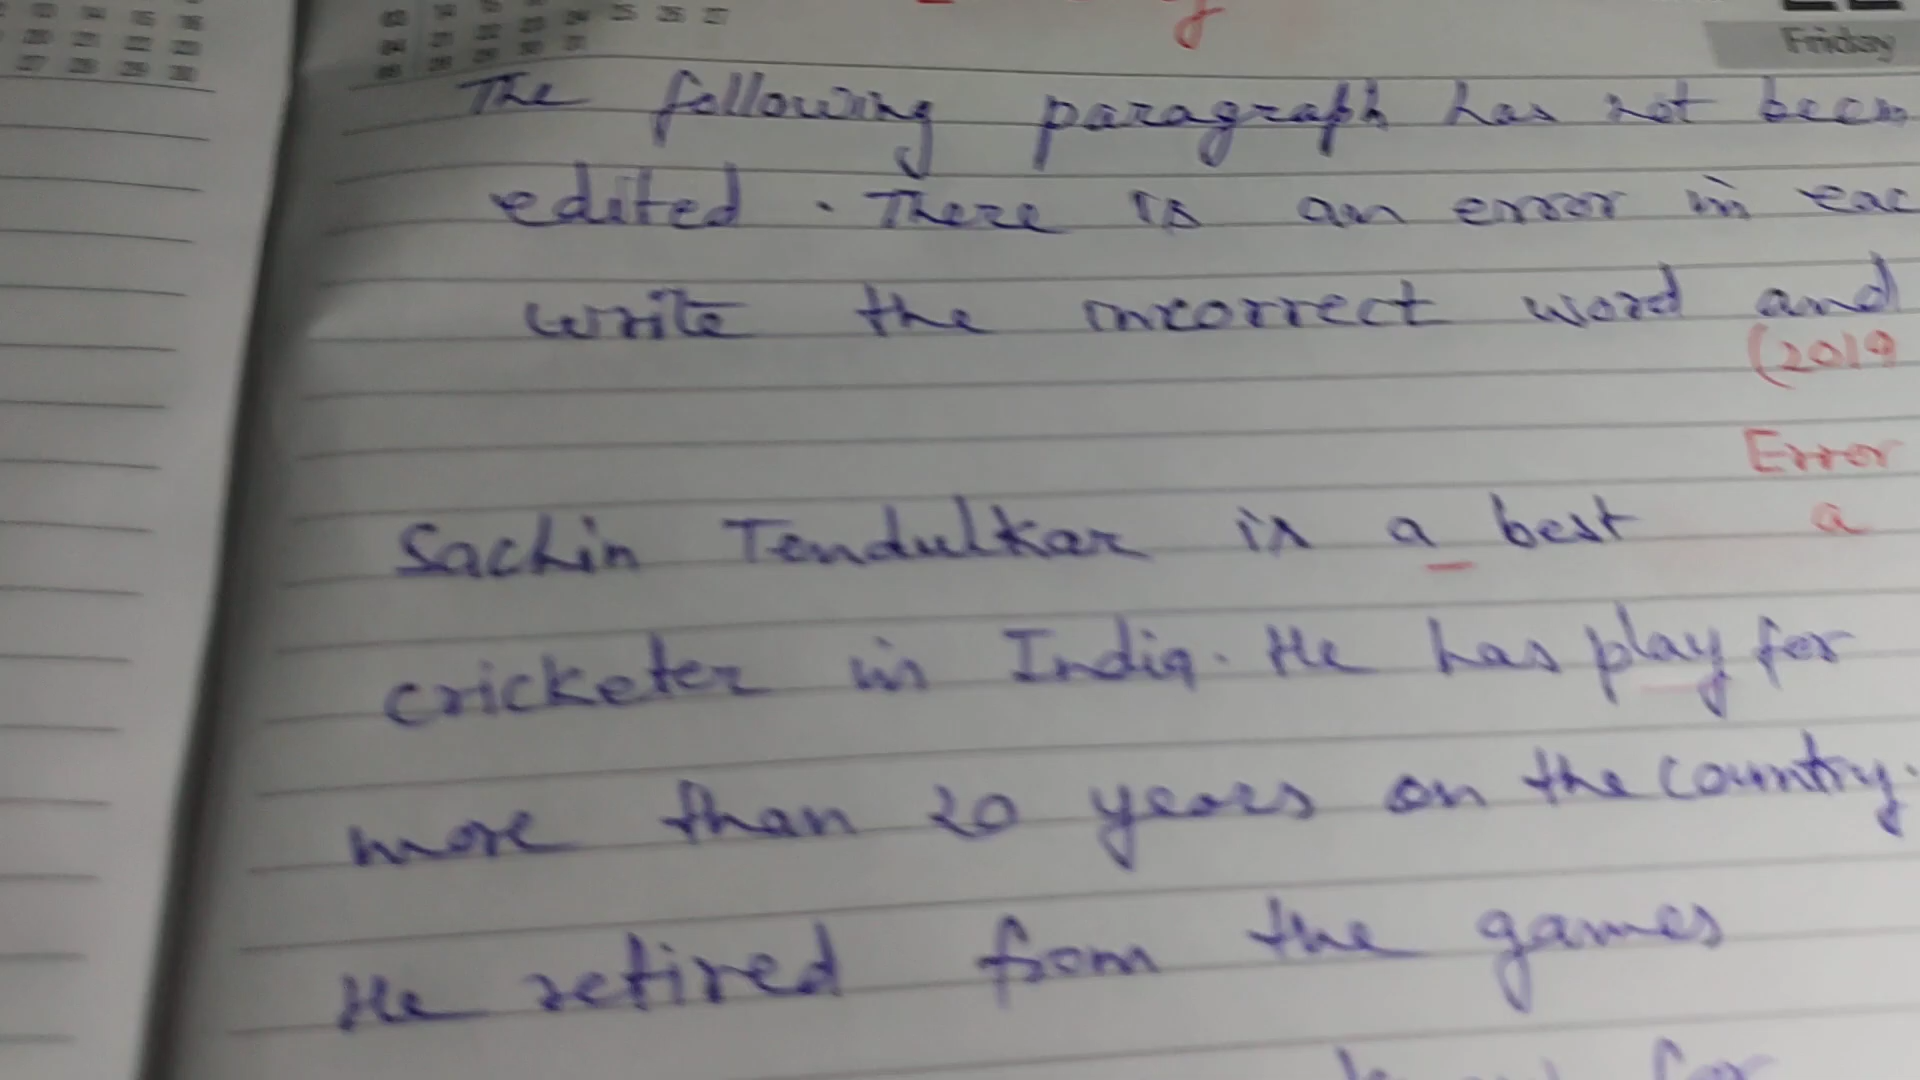 Friday
The following paragraph has not been
edited. There is an error in eac
write the incorrect word and
(2019
Error
Sachin Tendulkar is a best a
cricketer in India. He has play for
more than 20 years on the country.
He retired from the games
for